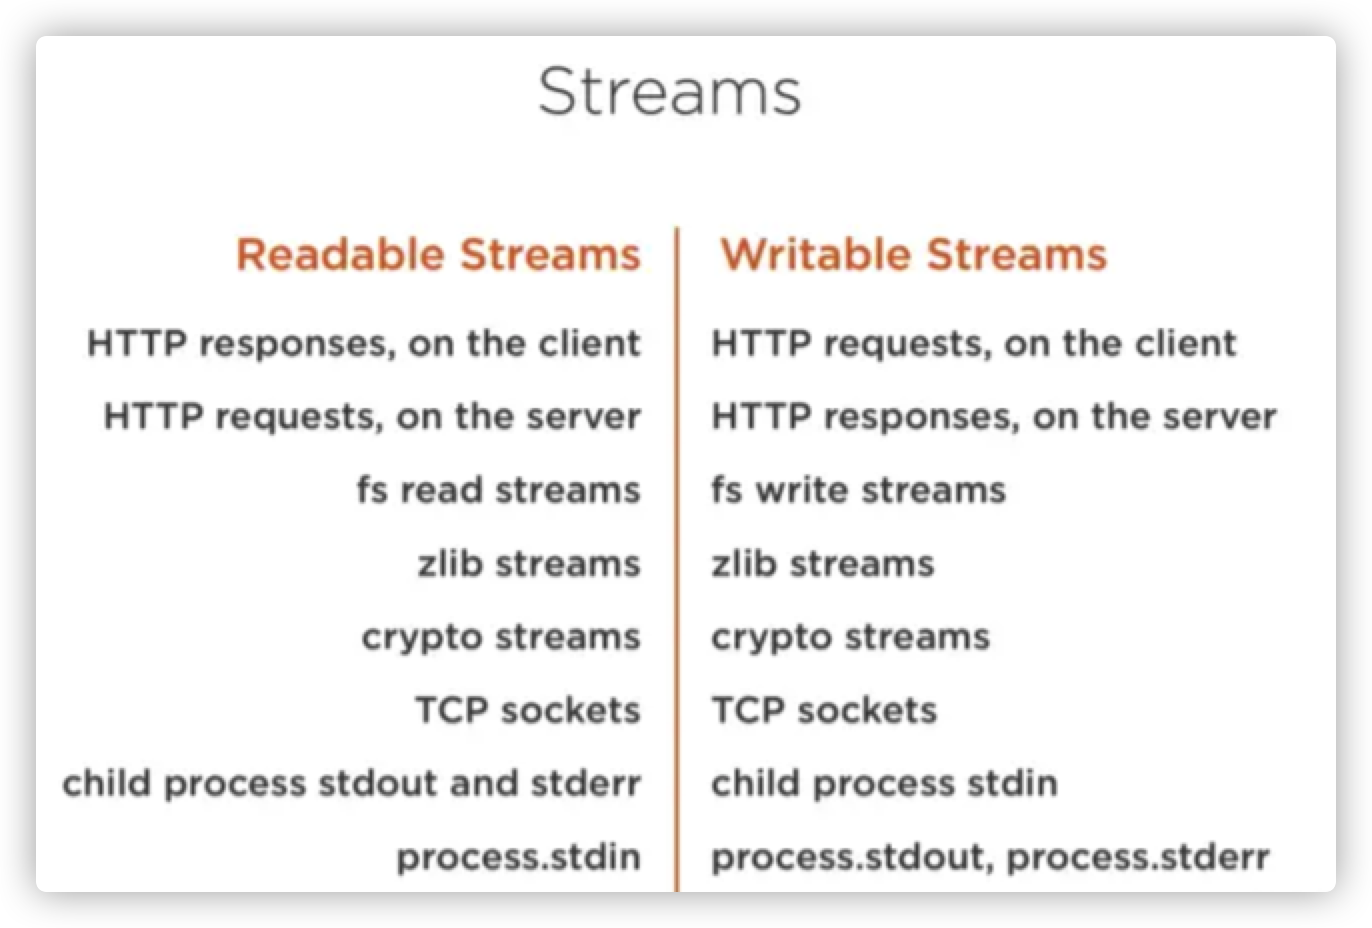 Streams
Readable Streams
Writable Streams
HTTP responses, on the client
HTTP requests, on the client
HTTP requests, on the server
HTTP responses, on the server
fs read streams
fs write streams
zlib streams
zlib streams
crypto streams
crypto streams
TCP sockets
TCP sockets
child process stdout and stderr
child process stdin
process.stdin
process.stdout, process.stderr